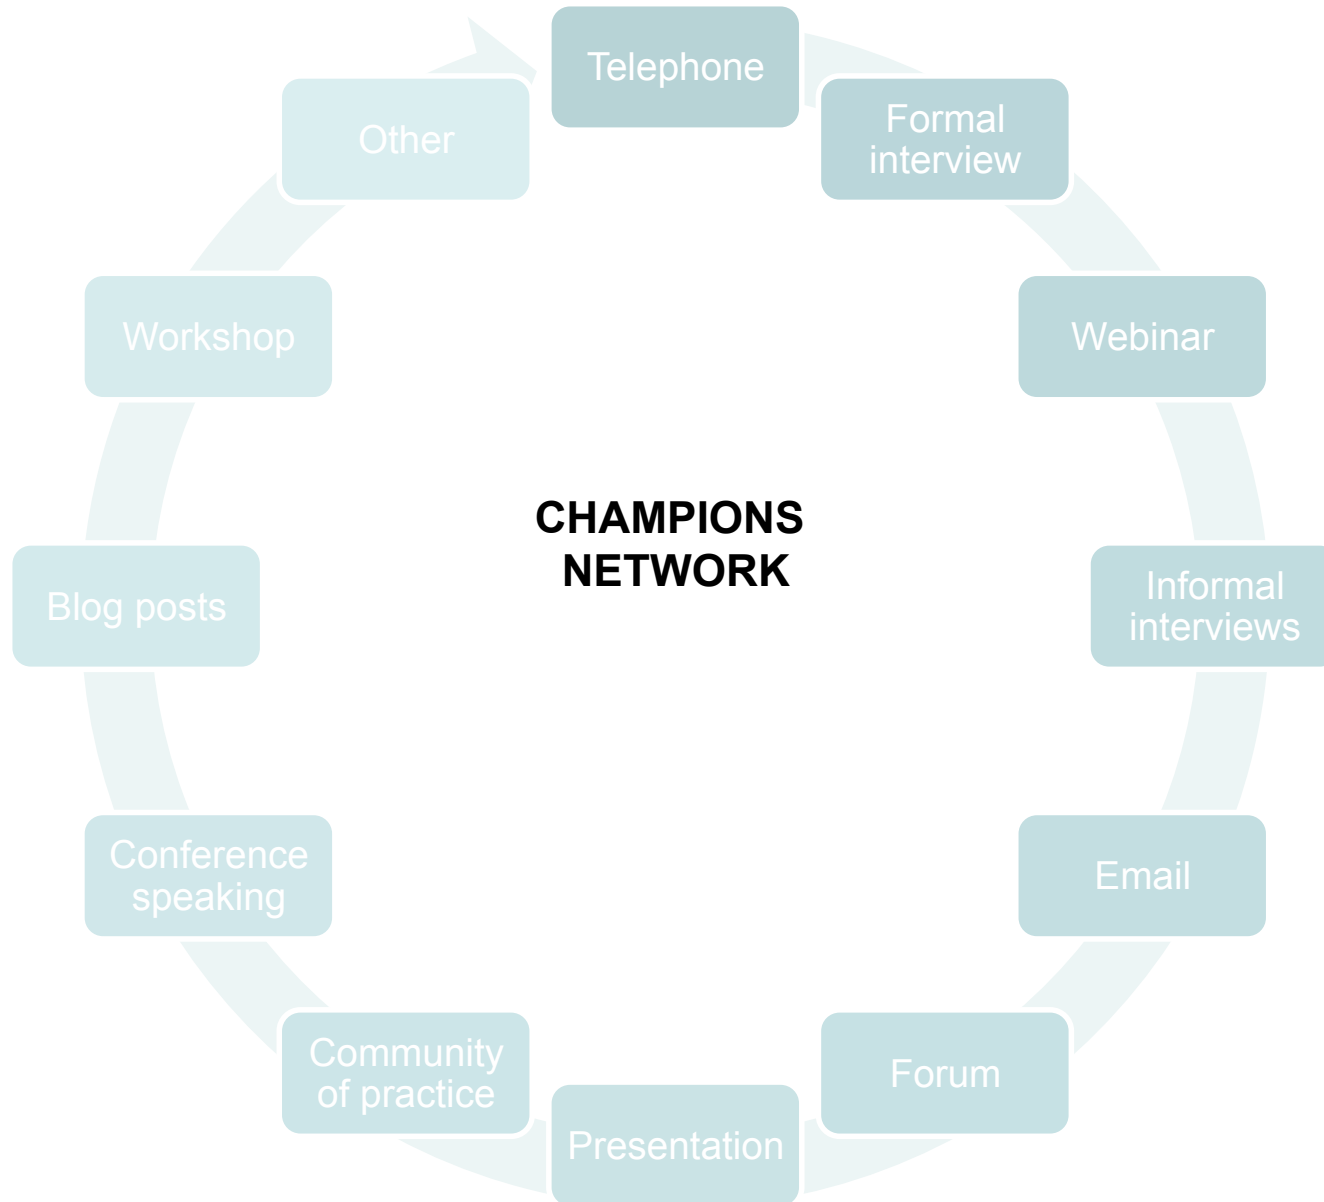 Telephone
Formal
interview
Webinar
Informal
interviews
Email
Forum
Presentation
Community
of practice
Conference
speaking
Blog posts
Workshop
Other
CHAMPIONS
NETWORK